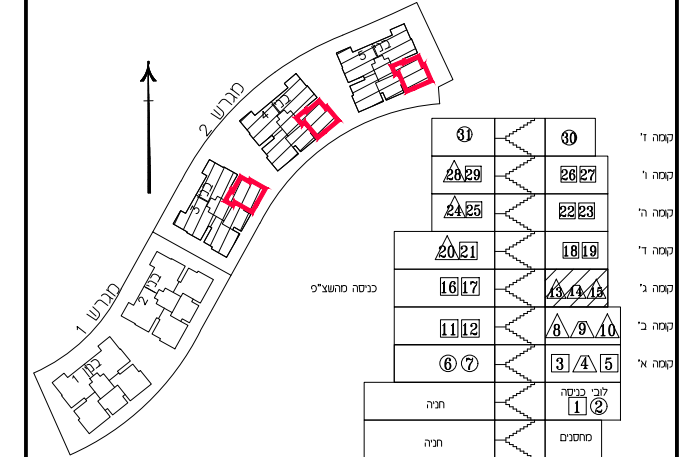 מגרש 2
בנין 5
בנין 4
בנין 3
מגרש 1
בנין 2
בנין 1
קומה ז' 30 31
קומה ו' 26 27 28 29
קומה ה' 22 23 24 25
קומה ד' 18 19 20 21
קומה ג' 13 14 15 16 17
כניסה מהשצ"פ
קומה ב' 8 9 10 11 12
קומה א' 3 4 5 6 7
לובי כניסה
1 2
חניה
מחסנים
חניה